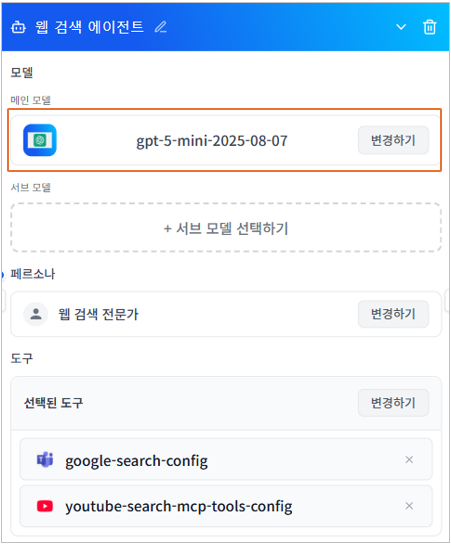 웹 검색 에이전트
모델
메인 모델
gpt-5-mini-2025-08-07
변경하기
서브 모델
+ 서브 모델 선택하기
페르소나
웹 검색 전문가
변경하기
도구
선택된 도구
변경하기
google-search-config
youtube-search-mcp-tools-config